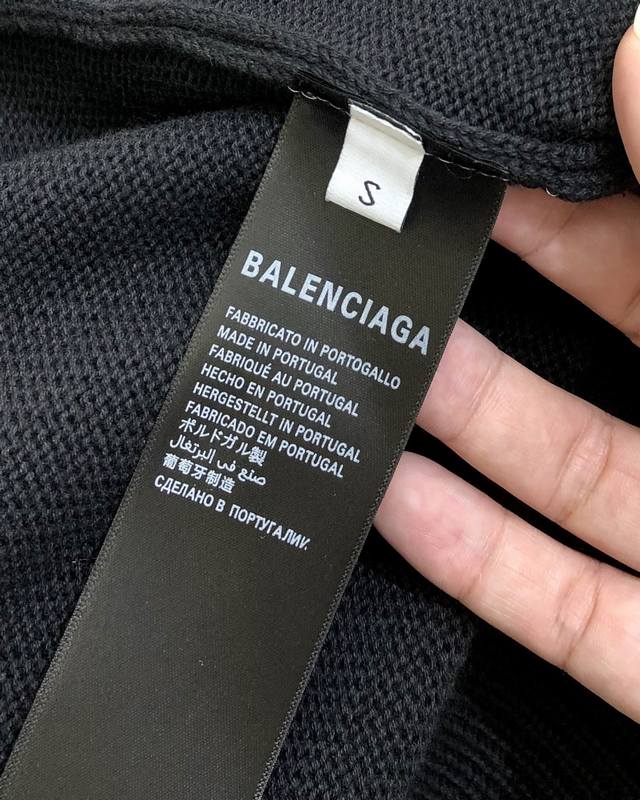 S
BALENCIAGA
FABBRICATO IN PORTOGALLO
MADE IN PORTUGAL
FABRIQUÉ AU PORTUGAL
HECHO EN PORTUGAL
HERGESTELLT IN PORTUGAL
FABRICADO EM PORTUGAL
ポルトガル製
صنع في البرتغال
葡萄牙制造
СДЕЛАНО В ПОРТУГАЛИИ.